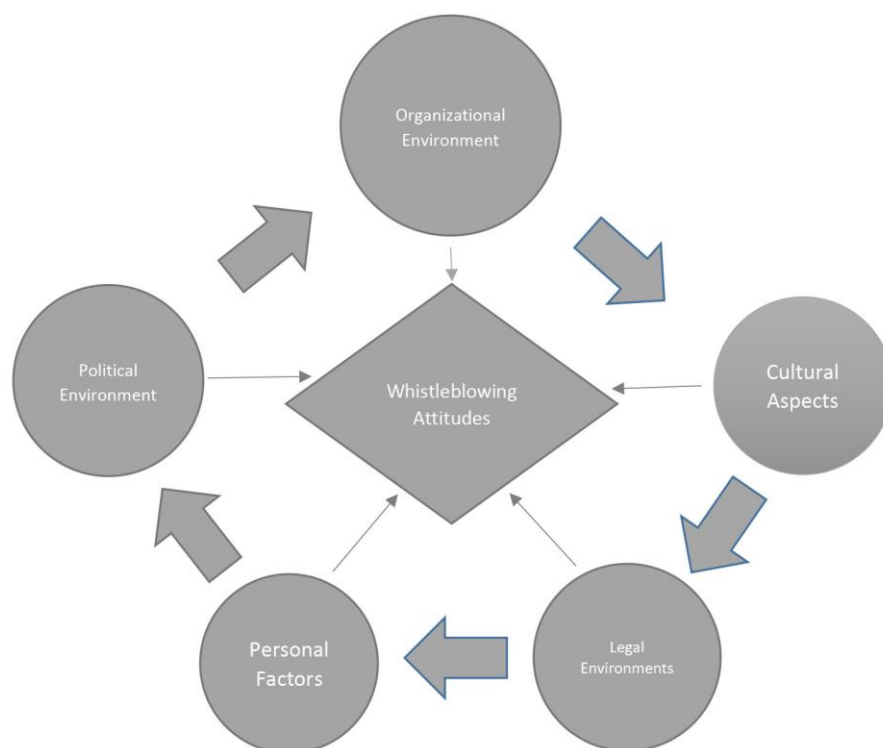 Organizational
Environment
Political
Environment
Whistleblowing
Attitudes
Cultural
Aspects
Personal
Factors
Legal
Environments